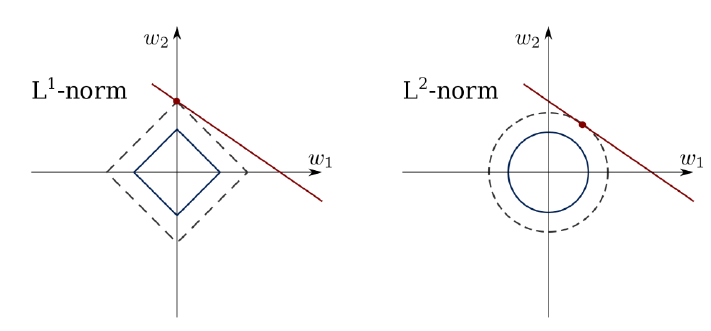 w₂
L¹-norm
w₁
w₂
L²-norm
w₁